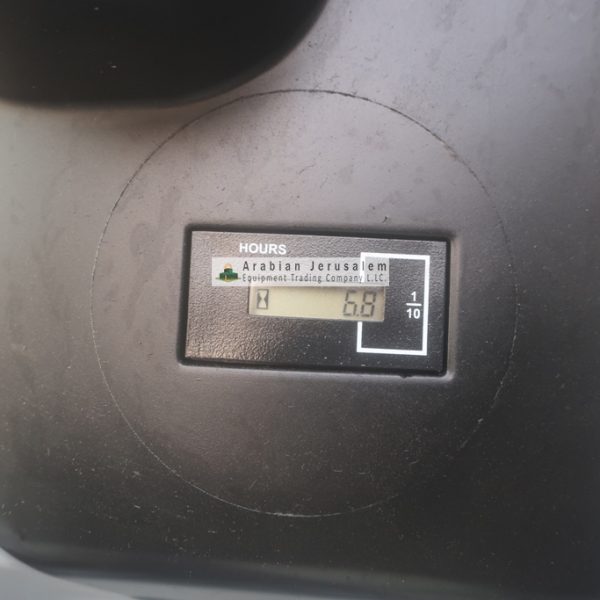 HOURS
Arabian Jerusalem
Equipment Trading Company L.L.C.
6.8
1
10